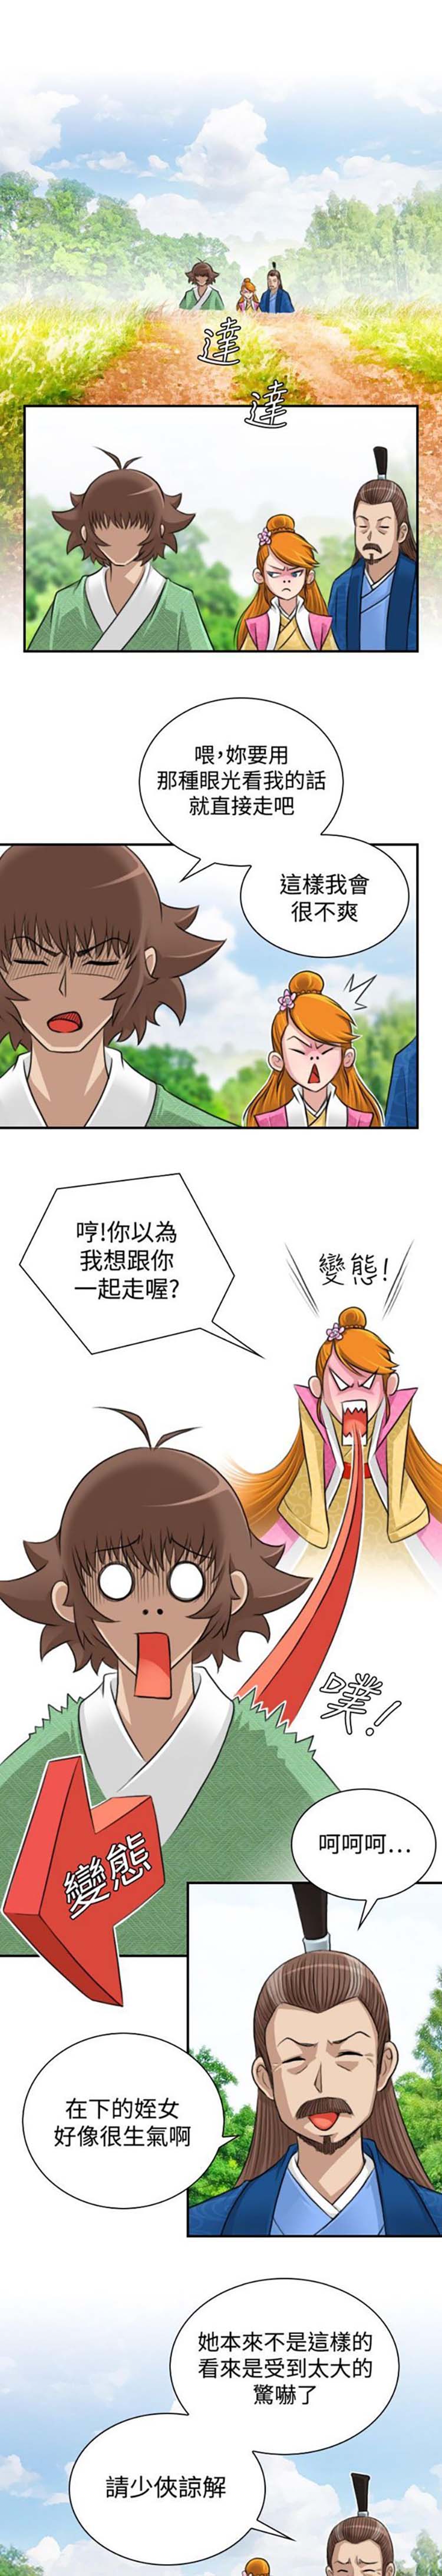 達
達
喂,妳要用
那種眼光看我的話
就直接走吧
這樣我會
很不爽
哼!你以為
我想跟你
一起走喔?
變態!
噗!
變態
呵呵呵...
在下的姪女
好像很生氣啊
她本來不是這樣的
看來是受到太大的
驚嚇了
請少俠諒解